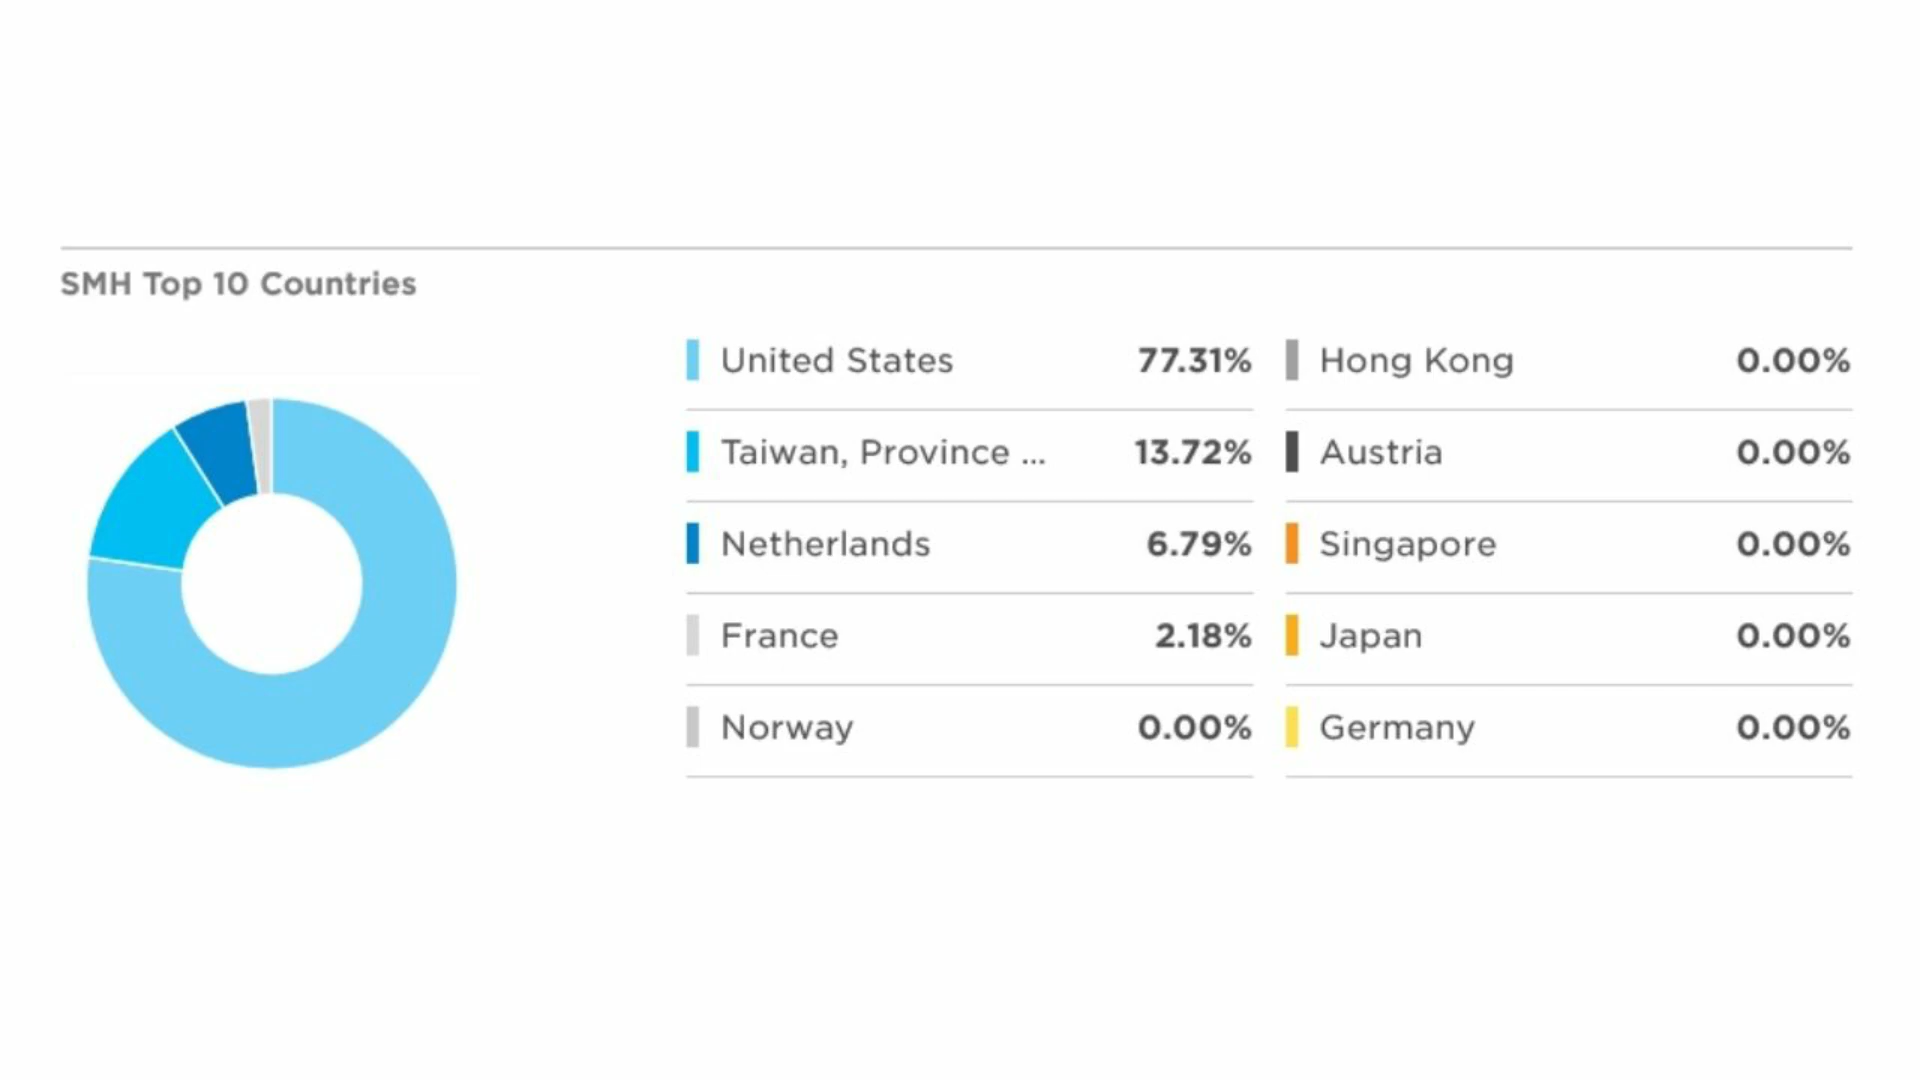 SMH Top 10 Countries
United States 77.31%
Taiwan, Province ... 13.72%
Netherlands 6.79%
France 2.18%
Norway 0.00%
Hong Kong 0.00%
Austria 0.00%
Singapore 0.00%
Japan 0.00%
Germany 0.00%